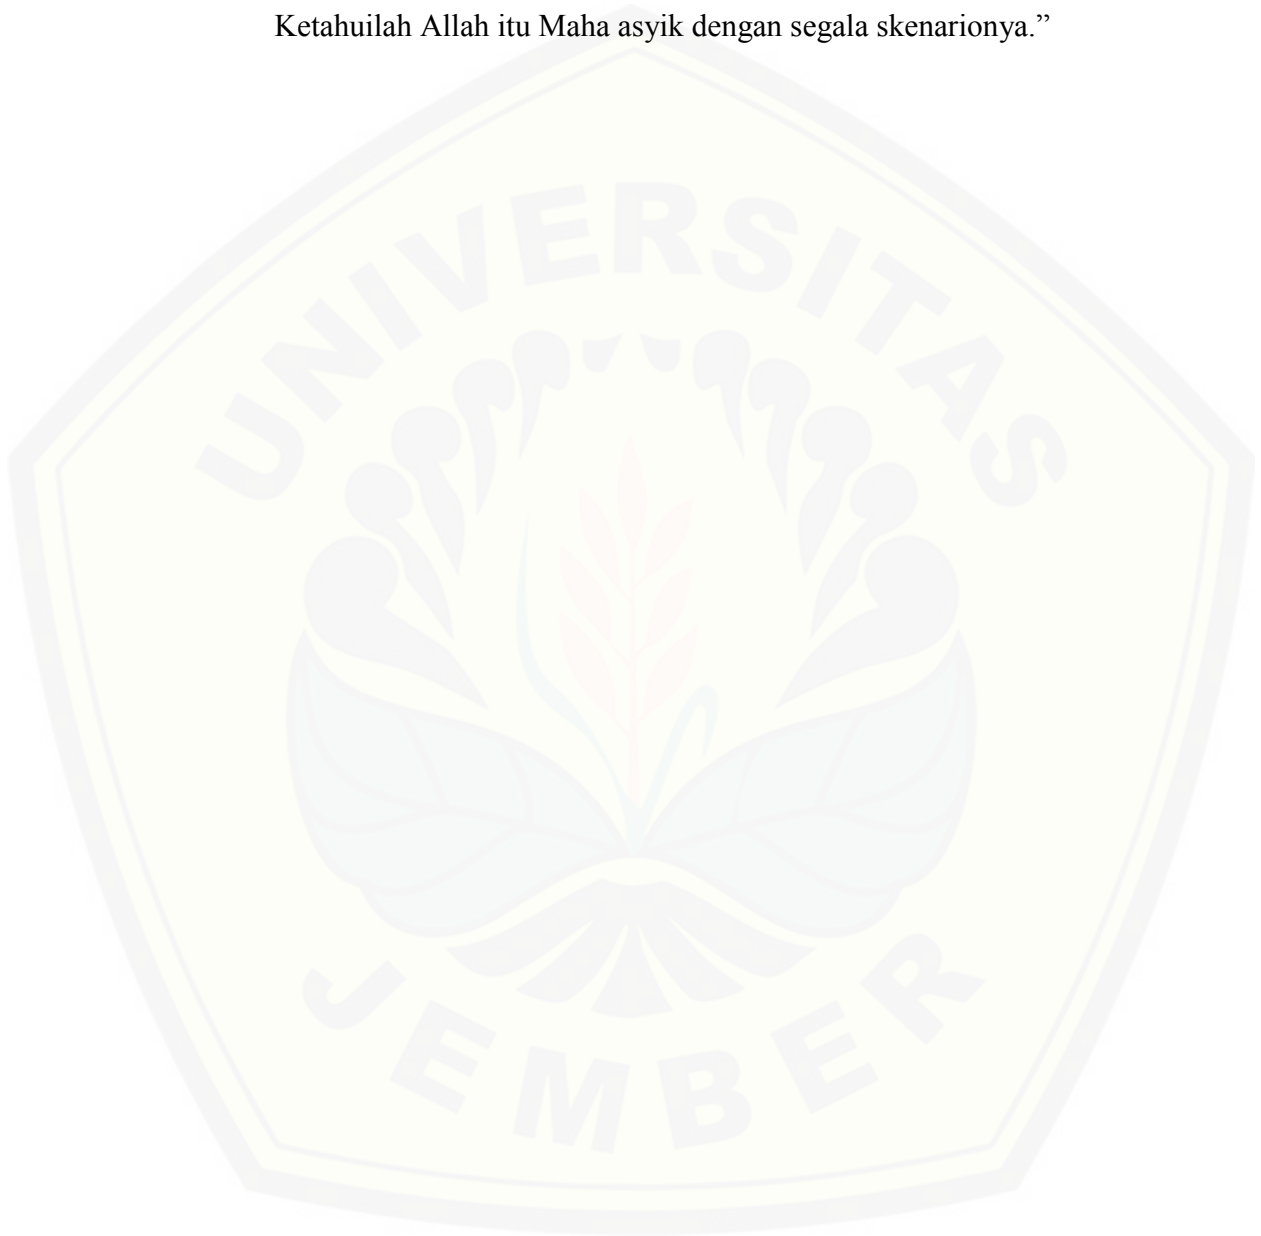 Ketahuilah Allah itu Maha asyik dengan segala skenarionya.”
UNIVERSITAS
JEMBER